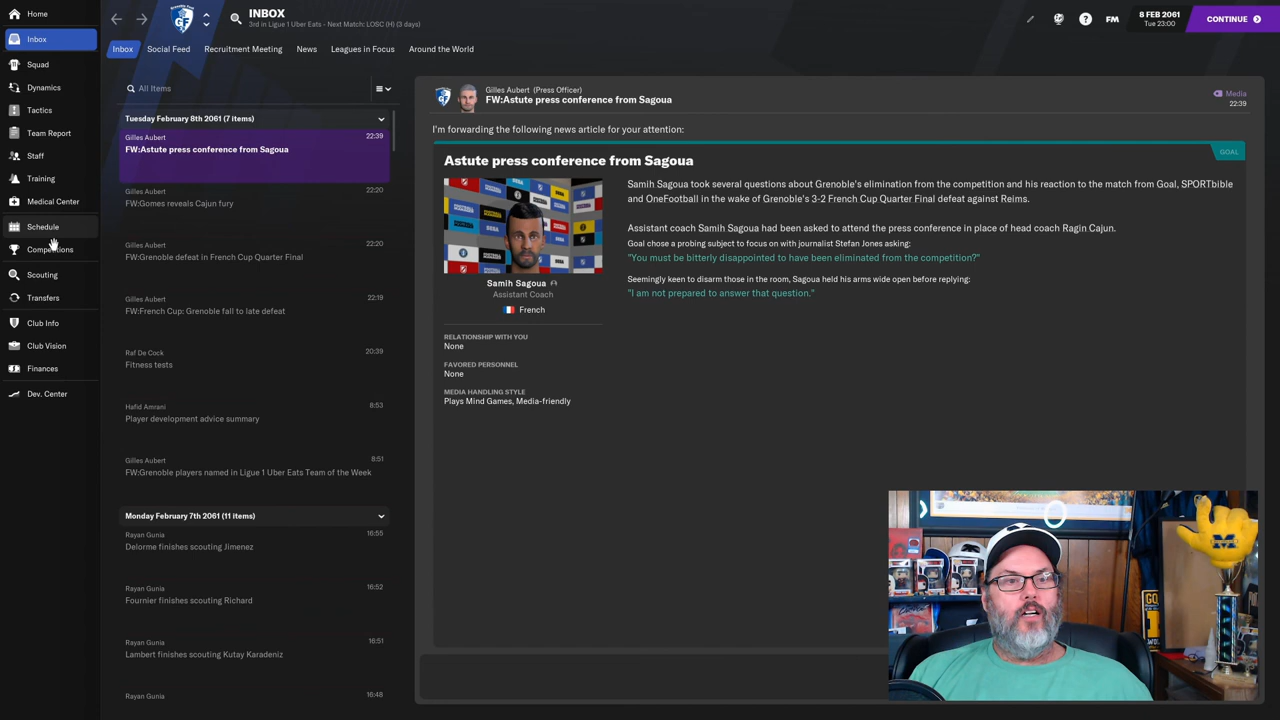 Home
Inbox
Squad
Dynamics
Tactics
Team Report
Staff
Training
Medical Center
Schedule
Competitions
Scouting
Transfers
Club Info
Club Vision
Finances
Dev. Center
INBOX
3rd in Ligue 1 Uber Eats - Next Match: LOSC (H) (3 days)
FM
8 FEB 2061
Tue 23:00
CONTINUE
Inbox
Social Feed
Recruitment Meeting
News
Leagues in Focus
Around the World
All Items
Tuesday February 8th 2061 (7 items)
Gilles Aubert 22:39
FW:Astute press conference from Sagoua
Gilles Aubert 22:20
FW:Gomes reveals Cajun fury
Gilles Aubert 22:20
FW:Grenoble defeat in French Cup Quarter Final
Gilles Aubert 22:19
FW:French Cup: Grenoble fall to late defeat
Raf De Cock 20:39
Fitness tests
Hafid Amrani 8:53
Player development advice summary
Gilles Aubert 8:51
FW:Grenoble players named in Ligue 1 Uber Eats Team of the Week
Monday February 7th 2061 (11 items)
Rayan Gunia 16:55
Delorme finishes scouting Jimenez
Rayan Gunia 16:52
Fournier finishes scouting Richard
Rayan Gunia 16:51
Lambert finishes scouting Kutay Karadeniz
Rayan Gunia 16:48
Gilles Aubert (Press Officer)
FW:Astute press conference from Sagoua
Media
22:39
I'm forwarding the following news article for your attention:
Astute press conference from Sagoua
GOAL
Samih Sagoua
Assistant Coach
French
RELATIONSHIP WITH YOU
None
FAVORED PERSONNEL
None
MEDIA HANDLING STYLE
Plays Mind Games, Media-friendly
Samih Sagoua took several questions about Grenoble's elimination from the competition and his reaction to the match from Goal, SPORTbible
and OneFootball in the wake of Grenoble's 3-2 French Cup Quarter Final defeat against Reims.
Assistant coach Samih Sagoua had been asked to attend the press conference in place of head coach Ragin Cajun.
Goal chose a probing subject to focus on with journalist Stefan Jones asking:
"You must be bitterly disappointed to have been eliminated from the competition?"
Seemingly keen to disarm those in the room, Sagoua held his arms wide open before replying:
"I am not prepared to answer that question."
M